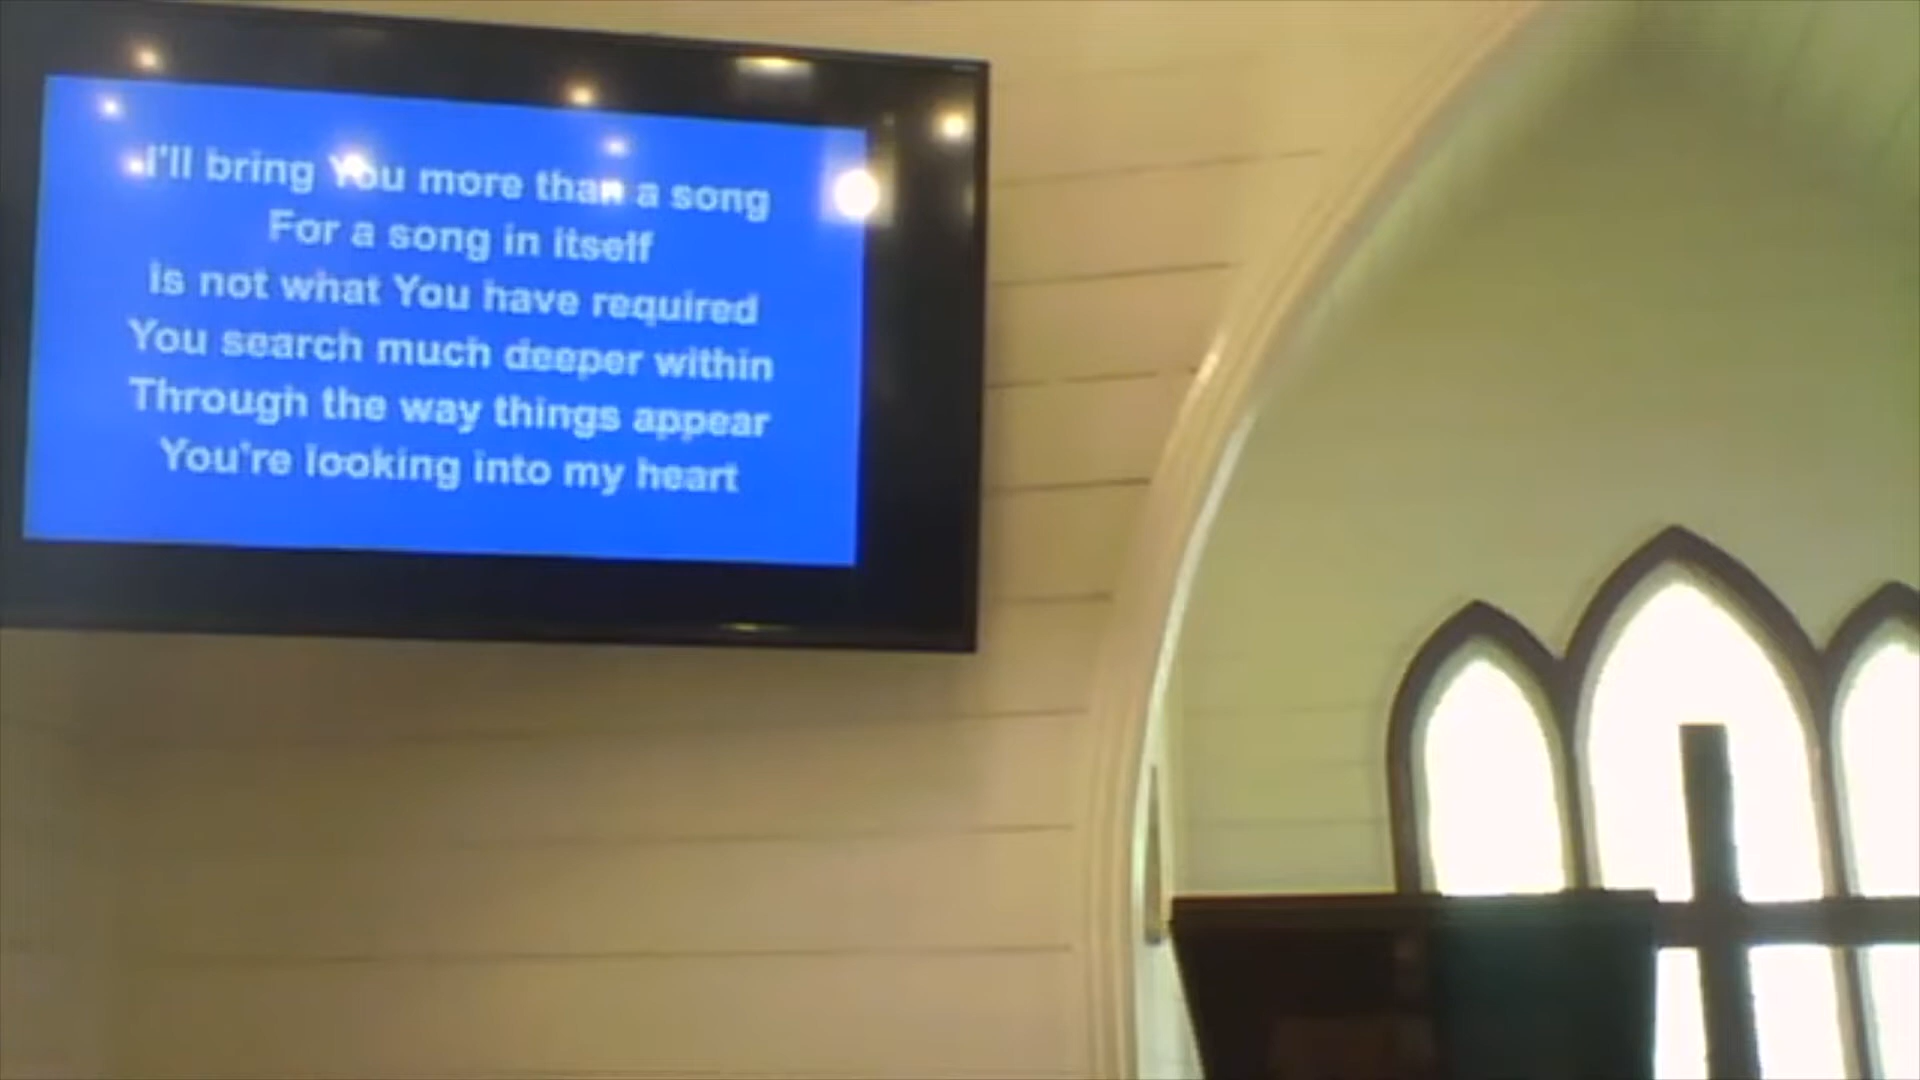 I'll bring You more than a song
For a song in itself
Is not what You have required
You search much deeper within
Through the way things appear
You're looking into my heart